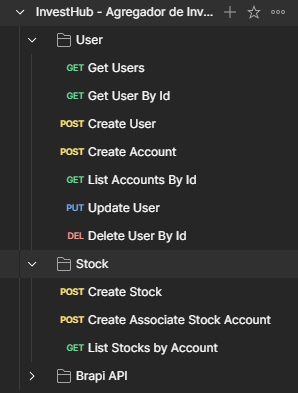 InvestHub - Agregador de Inv...
User
GET Get Users
GET Get User By Id
POST Create User
POST Create Account
GET List Accounts By Id
PUT Update User
DEL Delete User By Id
Stock
POST Create Stock
POST Create Associate Stock Account
GET List Stocks by Account
Brapi API